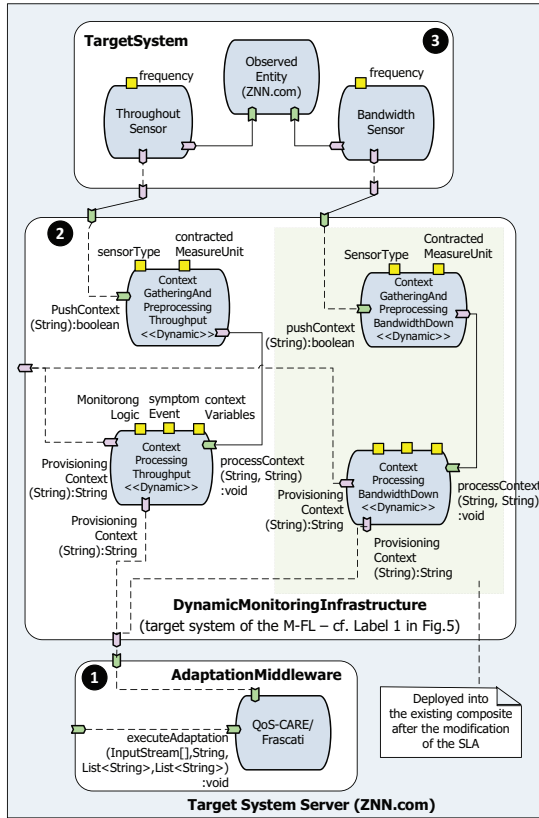 TargetSystem
3
frequency
Observed
Entity
(ZNN.com)
frequency
Throughout
Sensor
Bandwidth
Sensor
2
sensorType
contracted
MeasureUnit
SensorType
Contracted
MeasureUnit
Context
GatheringAnd
Preprocessing
Throughput
<<Dynamic>>
Context
GatheringAnd
Preprocessing
BandwidthDown
<<Dynamic>>
PushContext
(String):boolean
pushContext
(String):boolean
Monitorong
Logic
symptom
Event
context
Variables
Context
Processing
Throughput
<<Dynamic>>
processContext
(String, String)
:void
Context
Processing
BandwidthDown
<<Dynamic>>
processContext
(String, String)
:void
Provisioning
Context
(String):String
Provisioning
Context
(String):String
Provisioning
Context
(String):String
Provisioning
Context
(String):String
DynamicMonitoringInfrastructure
(target system of the M-FL – cf. Label 1 in Fig.5)
1
AdaptationMiddleware
QoS-CARE/
Frascati
executeAdaptation
(InputStream[],String,
List<String>,List<String>)
:void
Deployed into
the existing composite
after the modification
of the SLA
Target System Server (ZNN.com)